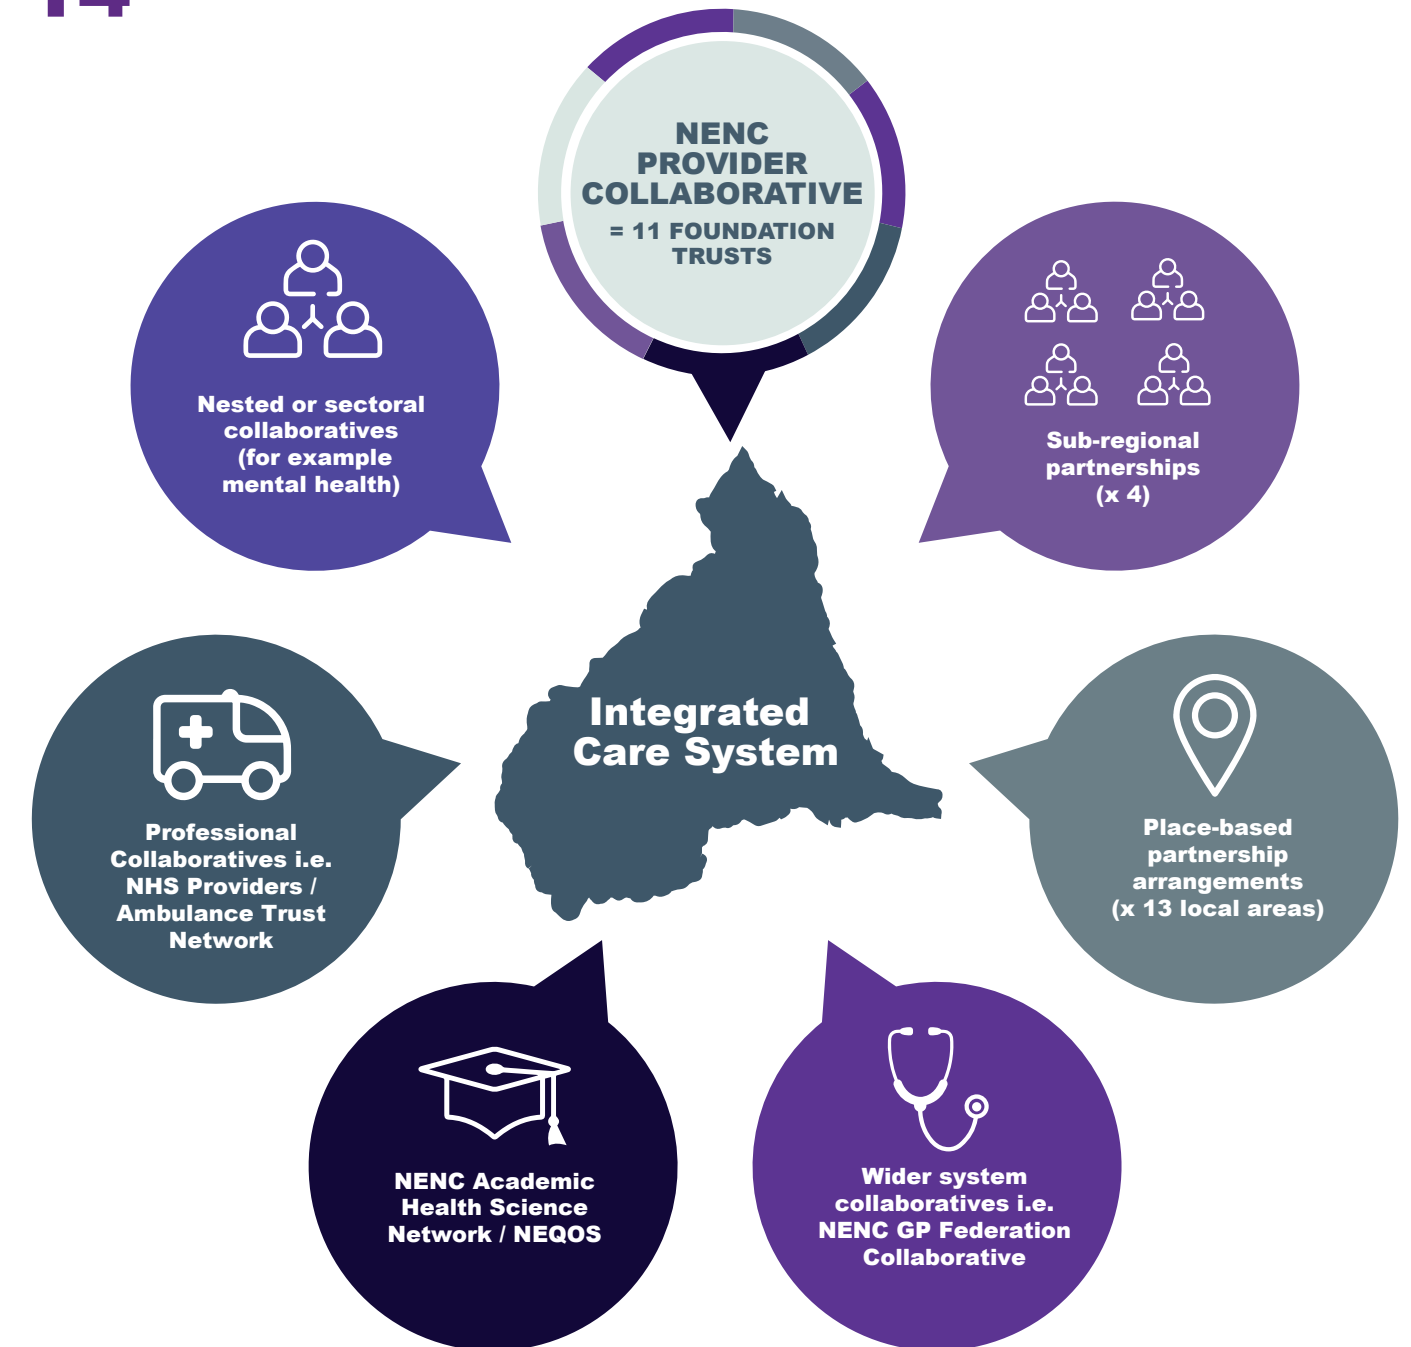 14
NENC
PROVIDER
COLLABORATIVE
= 11 FOUNDATION
TRUSTS
Nested or sectoral
collaboratives
(for example
mental health)
Sub-regional
partnerships
(x 4)
Integrated
Care System
Professional
Collaboratives i.e.
NHS Providers /
Ambulance Trust
Network
Place-based
partnership
arrangements
(x 13 local areas)
NENC Academic
Health Science
Network / NEQOS
Wider system
collaboratives i.e.
NENC GP Federation
Collaborative